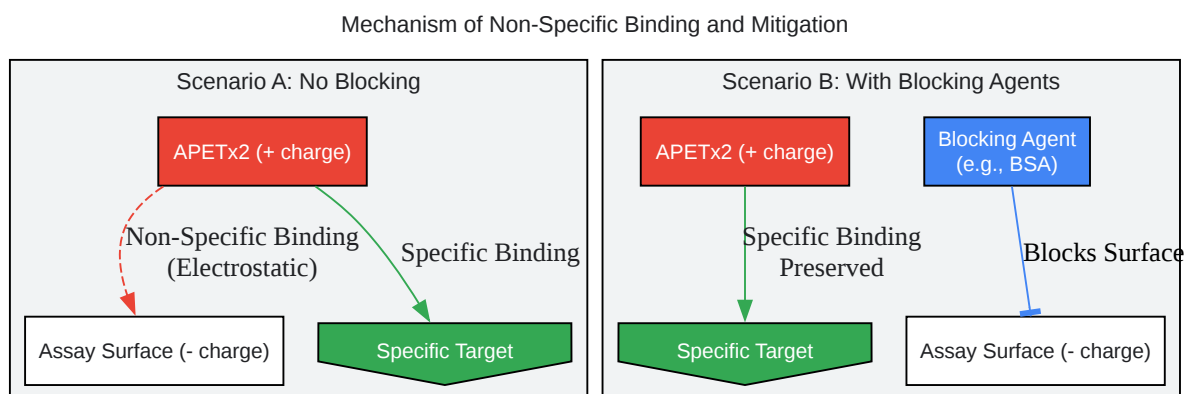 Mechanism of Non-Specific Binding and Mitigation
Scenario A: No Blocking
APETx2 (+ charge)
Non-Specific Binding
(Electrostatic)
Specific Binding
Assay Surface (- charge)
Specific Target
Scenario B: With Blocking Agents
APETx2 (+ charge)
Blocking Agent
(e.g., BSA)
Specific Binding
Preserved
Blocks Surface
Specific Target
Assay Surface (- charge)